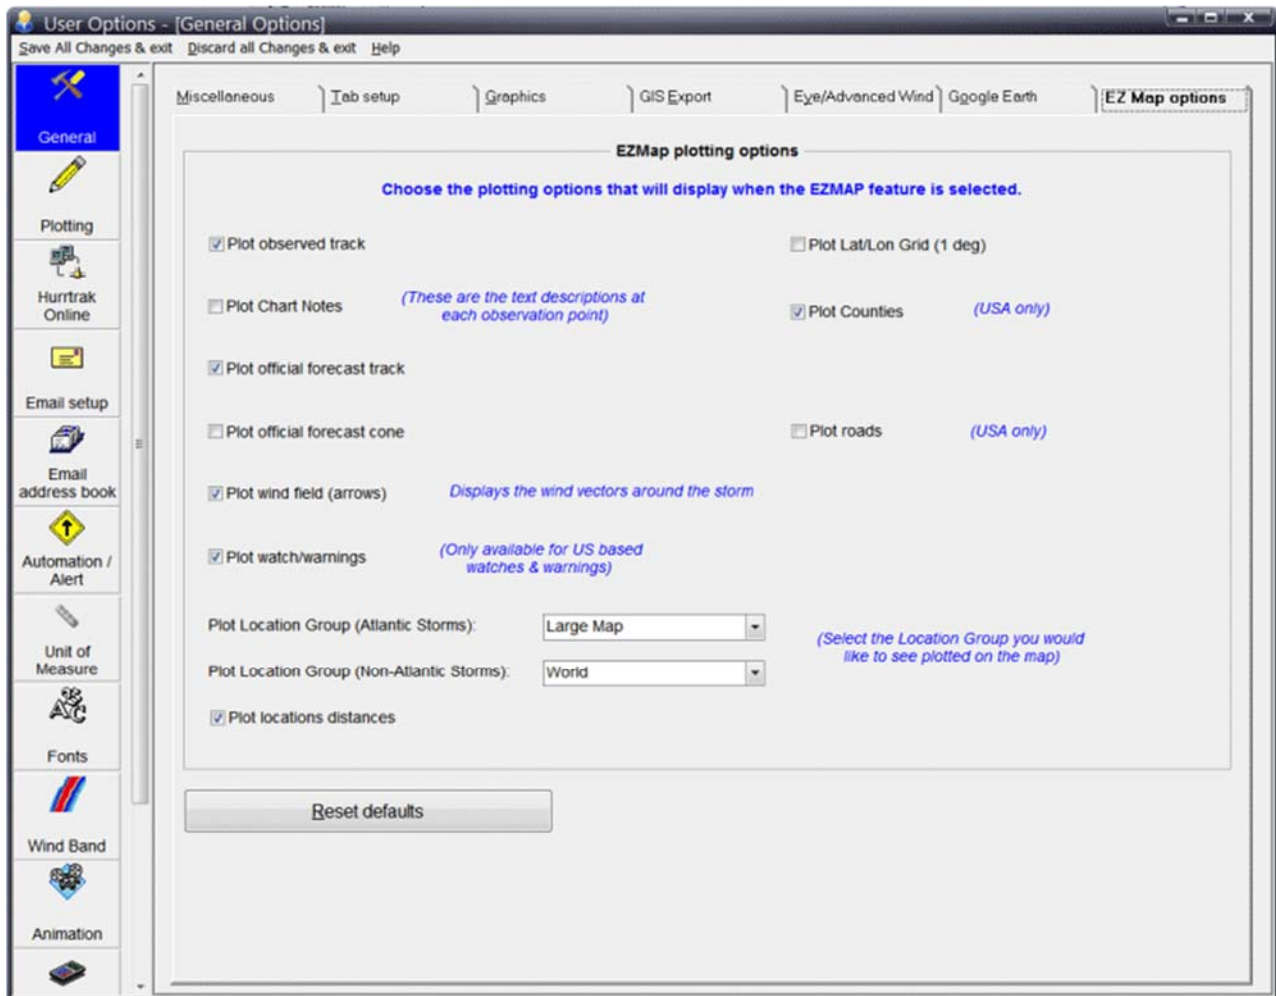 User Options - [General Options]
Save All Changes & exit Discard all Changes & exit Help
General
Plotting
Hurrtrak
Online
Email setup
Email
address book
Automation /
Alert
Unit of
Measure
Fonts
Wind Band
Animation
Miscellaneous Tab setup Graphics GIS Export Eye/Advanced Wind Google Earth EZ Map options
EZMap plotting options
Choose the plotting options that will display when the EZMAP feature is selected.
Plot observed track
Plot Lat/Lon Grid (1 deg)
Plot Chart Notes
(These are the text descriptions at
each observation point)
Plot Counties (USA only)
Plot official forecast track
Plot official forecast cone
Plot roads (USA only)
Plot wind field (arrows) Displays the wind vectors around the storm
Plot watch/warnings
(Only available for US based
watches & warnings)
Plot Location Group (Atlantic Storms): Large Map
Plot Location Group (Non-Atlantic Storms): World
(Select the Location Group you would
like to see plotted on the map)
Plot locations distances
Reset defaults